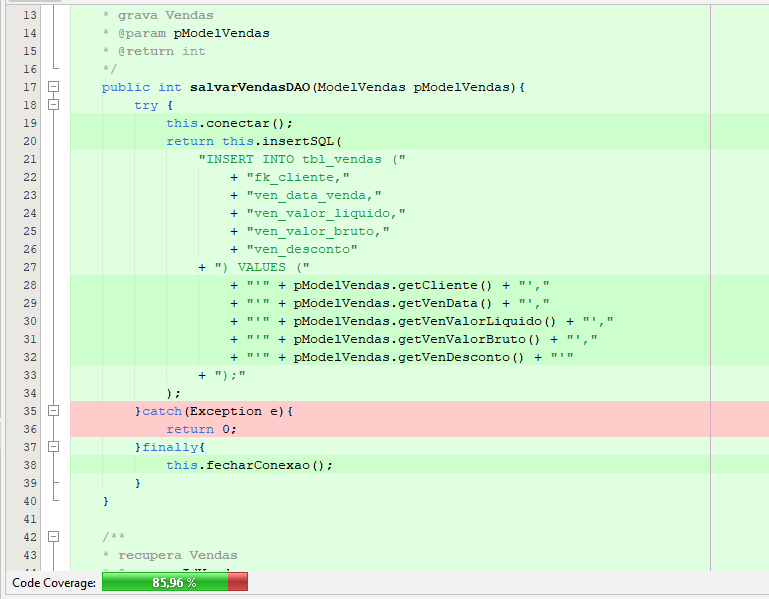 13 * grava Vendas
14 * @param pModelVendas
15 * @return int
16 */
17 public int salvarVendasDAO(ModelVendas pModelVendas){
18 try {
19 this.conectar();
20 return this.insertSQL(
21 "INSERT INTO tbl_vendas ("
22 + "fk_cliente,"
23 + "ven_data_venda,"
24 + "ven_valor_liquido,"
25 + "ven_valor_bruto,"
26 + "ven_desconto"
27 + ") VALUES ("
28 + "'" + pModelVendas.getCliente() + "',"
29 + "'" + pModelVendas.getVenData() + "',"
30 + "'" + pModelVendas.getVenValorLiquido() + "',"
31 + "'" + pModelVendas.getVenValorBruto() + "',"
32 + "'" + pModelVendas.getVenDesconto() + "'"
33 + ");"
34 );
35 }catch(Exception e){
36 return 0;
37 }finally{
38 this.fecharConexao();
39 }
40 }
41
42 /**
43 * recupera Vendas
Code Coverage: 85,96 %